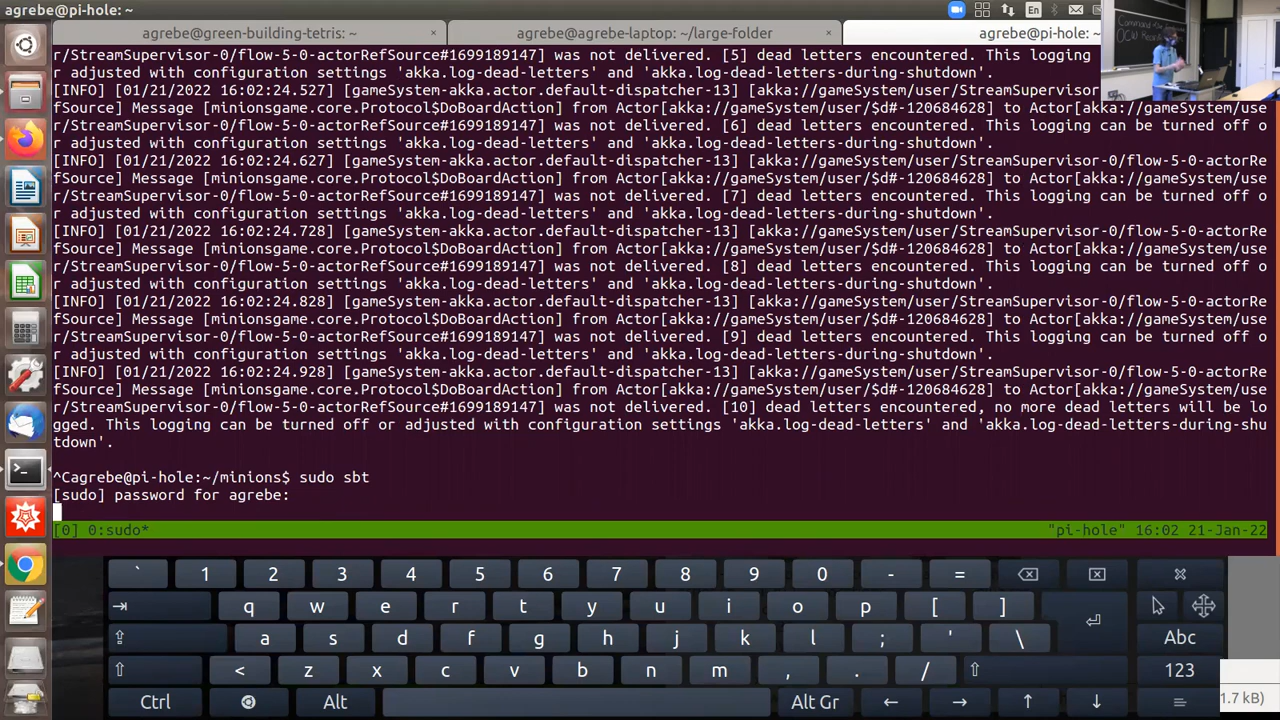 agrebe@pi-hole: ~
En
agrebe@green-building-tetris: ~ × agrebe@agrebe-laptop: ~/large-folder × agrebe@pi-hole: ~
Command
OCW
r/StreamSupervisor-0/flow-5-0-actorRefSource#1699189147] was not delivered. [5] dead letters encountered. This logging
r adjusted with configuration settings 'akka.log-dead-letters' and 'akka.log-dead-letters-during-shutdown'.
[INFO] [01/21/2022 16:02:24.527] [gameSystem-akka.actor.default-dispatcher-13] [akka://gameSystem/user/StreamSupervisor-
fSource] Message [minionsgame.core.Protocol$DoBoardAction] from Actor[akka://gameSystem/user/$d#-120684628] to Actor[akka://gameSystem/use
r/StreamSupervisor-0/flow-5-0-actorRefSource#1699189147] was not delivered. [6] dead letters encountered. This logging can be turned off o
r adjusted with configuration settings 'akka.log-dead-letters' and 'akka.log-dead-letters-during-shutdown'.
[INFO] [01/21/2022 16:02:24.627] [gameSystem-akka.actor.default-dispatcher-13] [akka://gameSystem/user/StreamSupervisor-0/flow-5-0-actorRe
fSource] Message [minionsgame.core.Protocol$DoBoardAction] from Actor[akka://gameSystem/user/$d#-120684628] to Actor[akka://gameSystem/use
r/StreamSupervisor-0/flow-5-0-actorRefSource#1699189147] was not delivered. [7] dead letters encountered. This logging can be turned off o
r adjusted with configuration settings 'akka.log-dead-letters' and 'akka.log-dead-letters-during-shutdown'.
[INFO] [01/21/2022 16:02:24.728] [gameSystem-akka.actor.default-dispatcher-13] [akka://gameSystem/user/StreamSupervisor-0/flow-5-0-actorRe
fSource] Message [minionsgame.core.Protocol$DoBoardAction] from Actor[akka://gameSystem/user/$d#-120684628] to Actor[akka://gameSystem/use
r/StreamSupervisor-0/flow-5-0-actorRefSource#1699189147] was not delivered. [8] dead letters encountered. This logging can be turned off o
r adjusted with configuration settings 'akka.log-dead-letters' and 'akka.log-dead-letters-during-shutdown'.
[INFO] [01/21/2022 16:02:24.828] [gameSystem-akka.actor.default-dispatcher-13] [akka://gameSystem/user/StreamSupervisor-0/flow-5-0-actorRe
fSource] Message [minionsgame.core.Protocol$DoBoardAction] from Actor[akka://gameSystem/user/$d#-120684628] to Actor[akka://gameSystem/use
r/StreamSupervisor-0/flow-5-0-actorRefSource#1699189147] was not delivered. [9] dead letters encountered. This logging can be turned off o
r adjusted with configuration settings 'akka.log-dead-letters' and 'akka.log-dead-letters-during-shutdown'.
[INFO] [01/21/2022 16:02:24.928] [gameSystem-akka.actor.default-dispatcher-13] [akka://gameSystem/user/StreamSupervisor-0/flow-5-0-actorRe
fSource] Message [minionsgame.core.Protocol$DoBoardAction] from Actor[akka://gameSystem/user/$d#-120684628] to Actor[akka://gameSystem/use
r/StreamSupervisor-0/flow-5-0-actorRefSource#1699189147] was not delivered. [10] dead letters encountered, no more dead letters will be lo
gged. This logging can be turned off or adjusted with configuration settings 'akka.log-dead-letters' and 'akka.log-dead-letters-during-shu
tdown'.
^Cagrebe@pi-hole:~/minions$ sudo sbt
[sudo] password for agrebe:
[0] 0:sudo* "pi-hole" 16:02 21-Jan-22
` 1 2 3 4 5 6 7 8 9 0 - =
q w e r t y u i o p [ ]
a s d f g h j k l ; ' \ Abc
< z x c v b n m , . / 123
Ctrl Alt Alt Gr ← → ↑ ↓
1.7 kB)